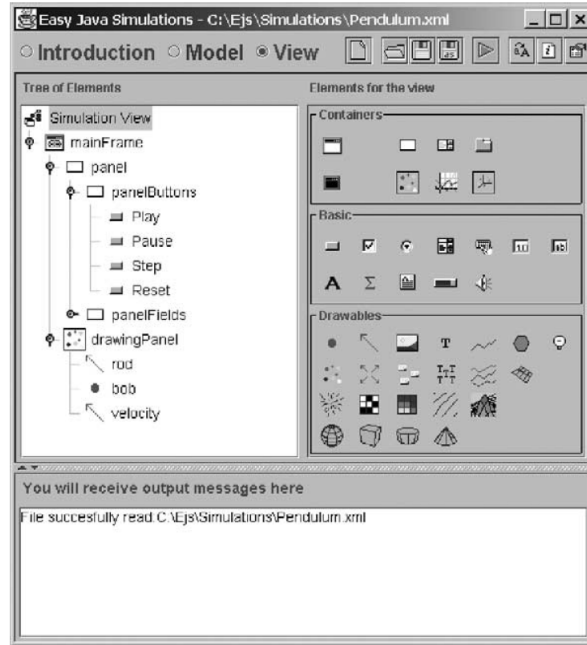 Easy Java Simulations - C:\Ejs\Simulations\Pendulum.xml
Introduction Model View
Tree of Elements
Simulation View
mainFrame
panel
panelButtons
Play
Pause
Step
Reset
panelFields
drawingPanel
rod
bob
velocity
Elements for the view
Containers
Basic
A Σ
Drawables
T
You will receive output messages here
File succesfully read C:\Ejs\Simulations\Pendulum.xml